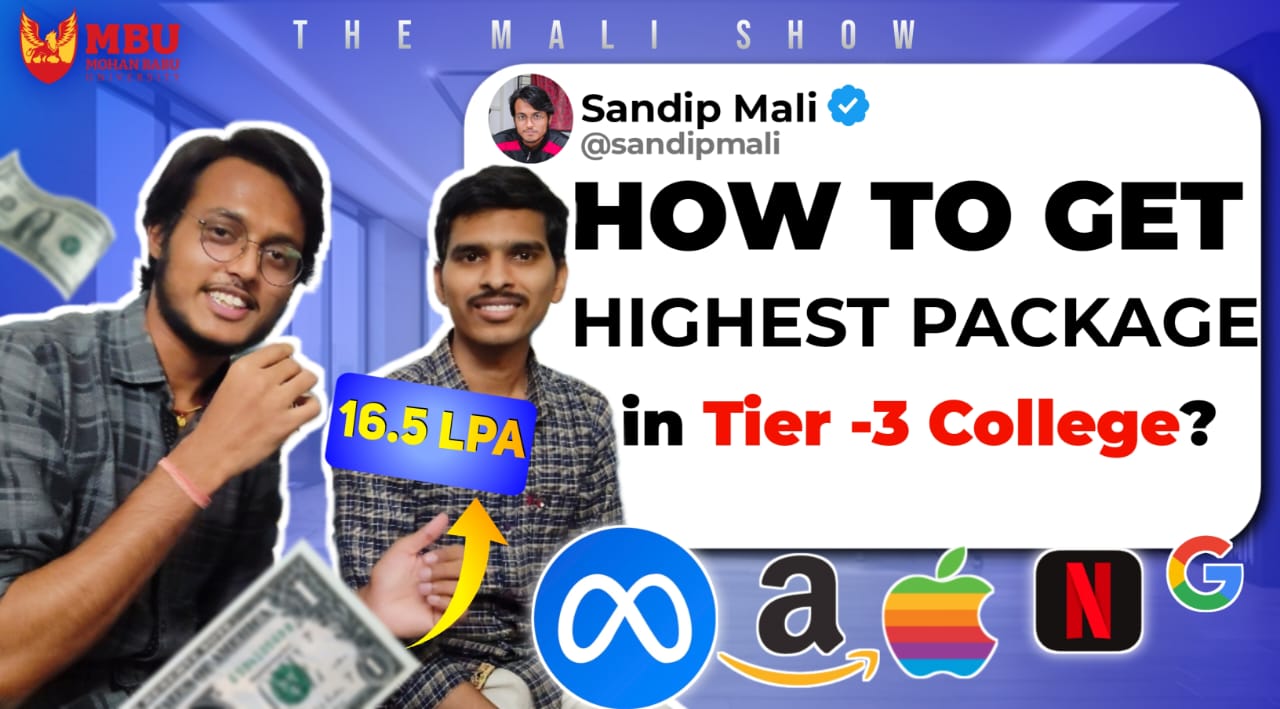 MBU
MOHAN BABU
UNIVERSITY
THE MALI SHOW
Sandip Mali
@sandipmali
HOW TO GET
HIGHEST PACKAGE
in Tier -3 College?
16.5 LPA